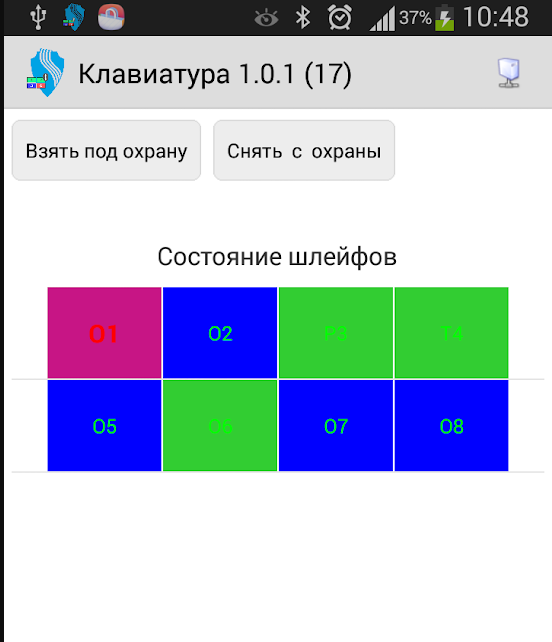 37% 10:48
Клавиатура 1.0.1 (17)
Взять под охрану Снять с охраны
Состояние шлейфов
О1 О2 Р3 Т4
О5 О6 О7 О8